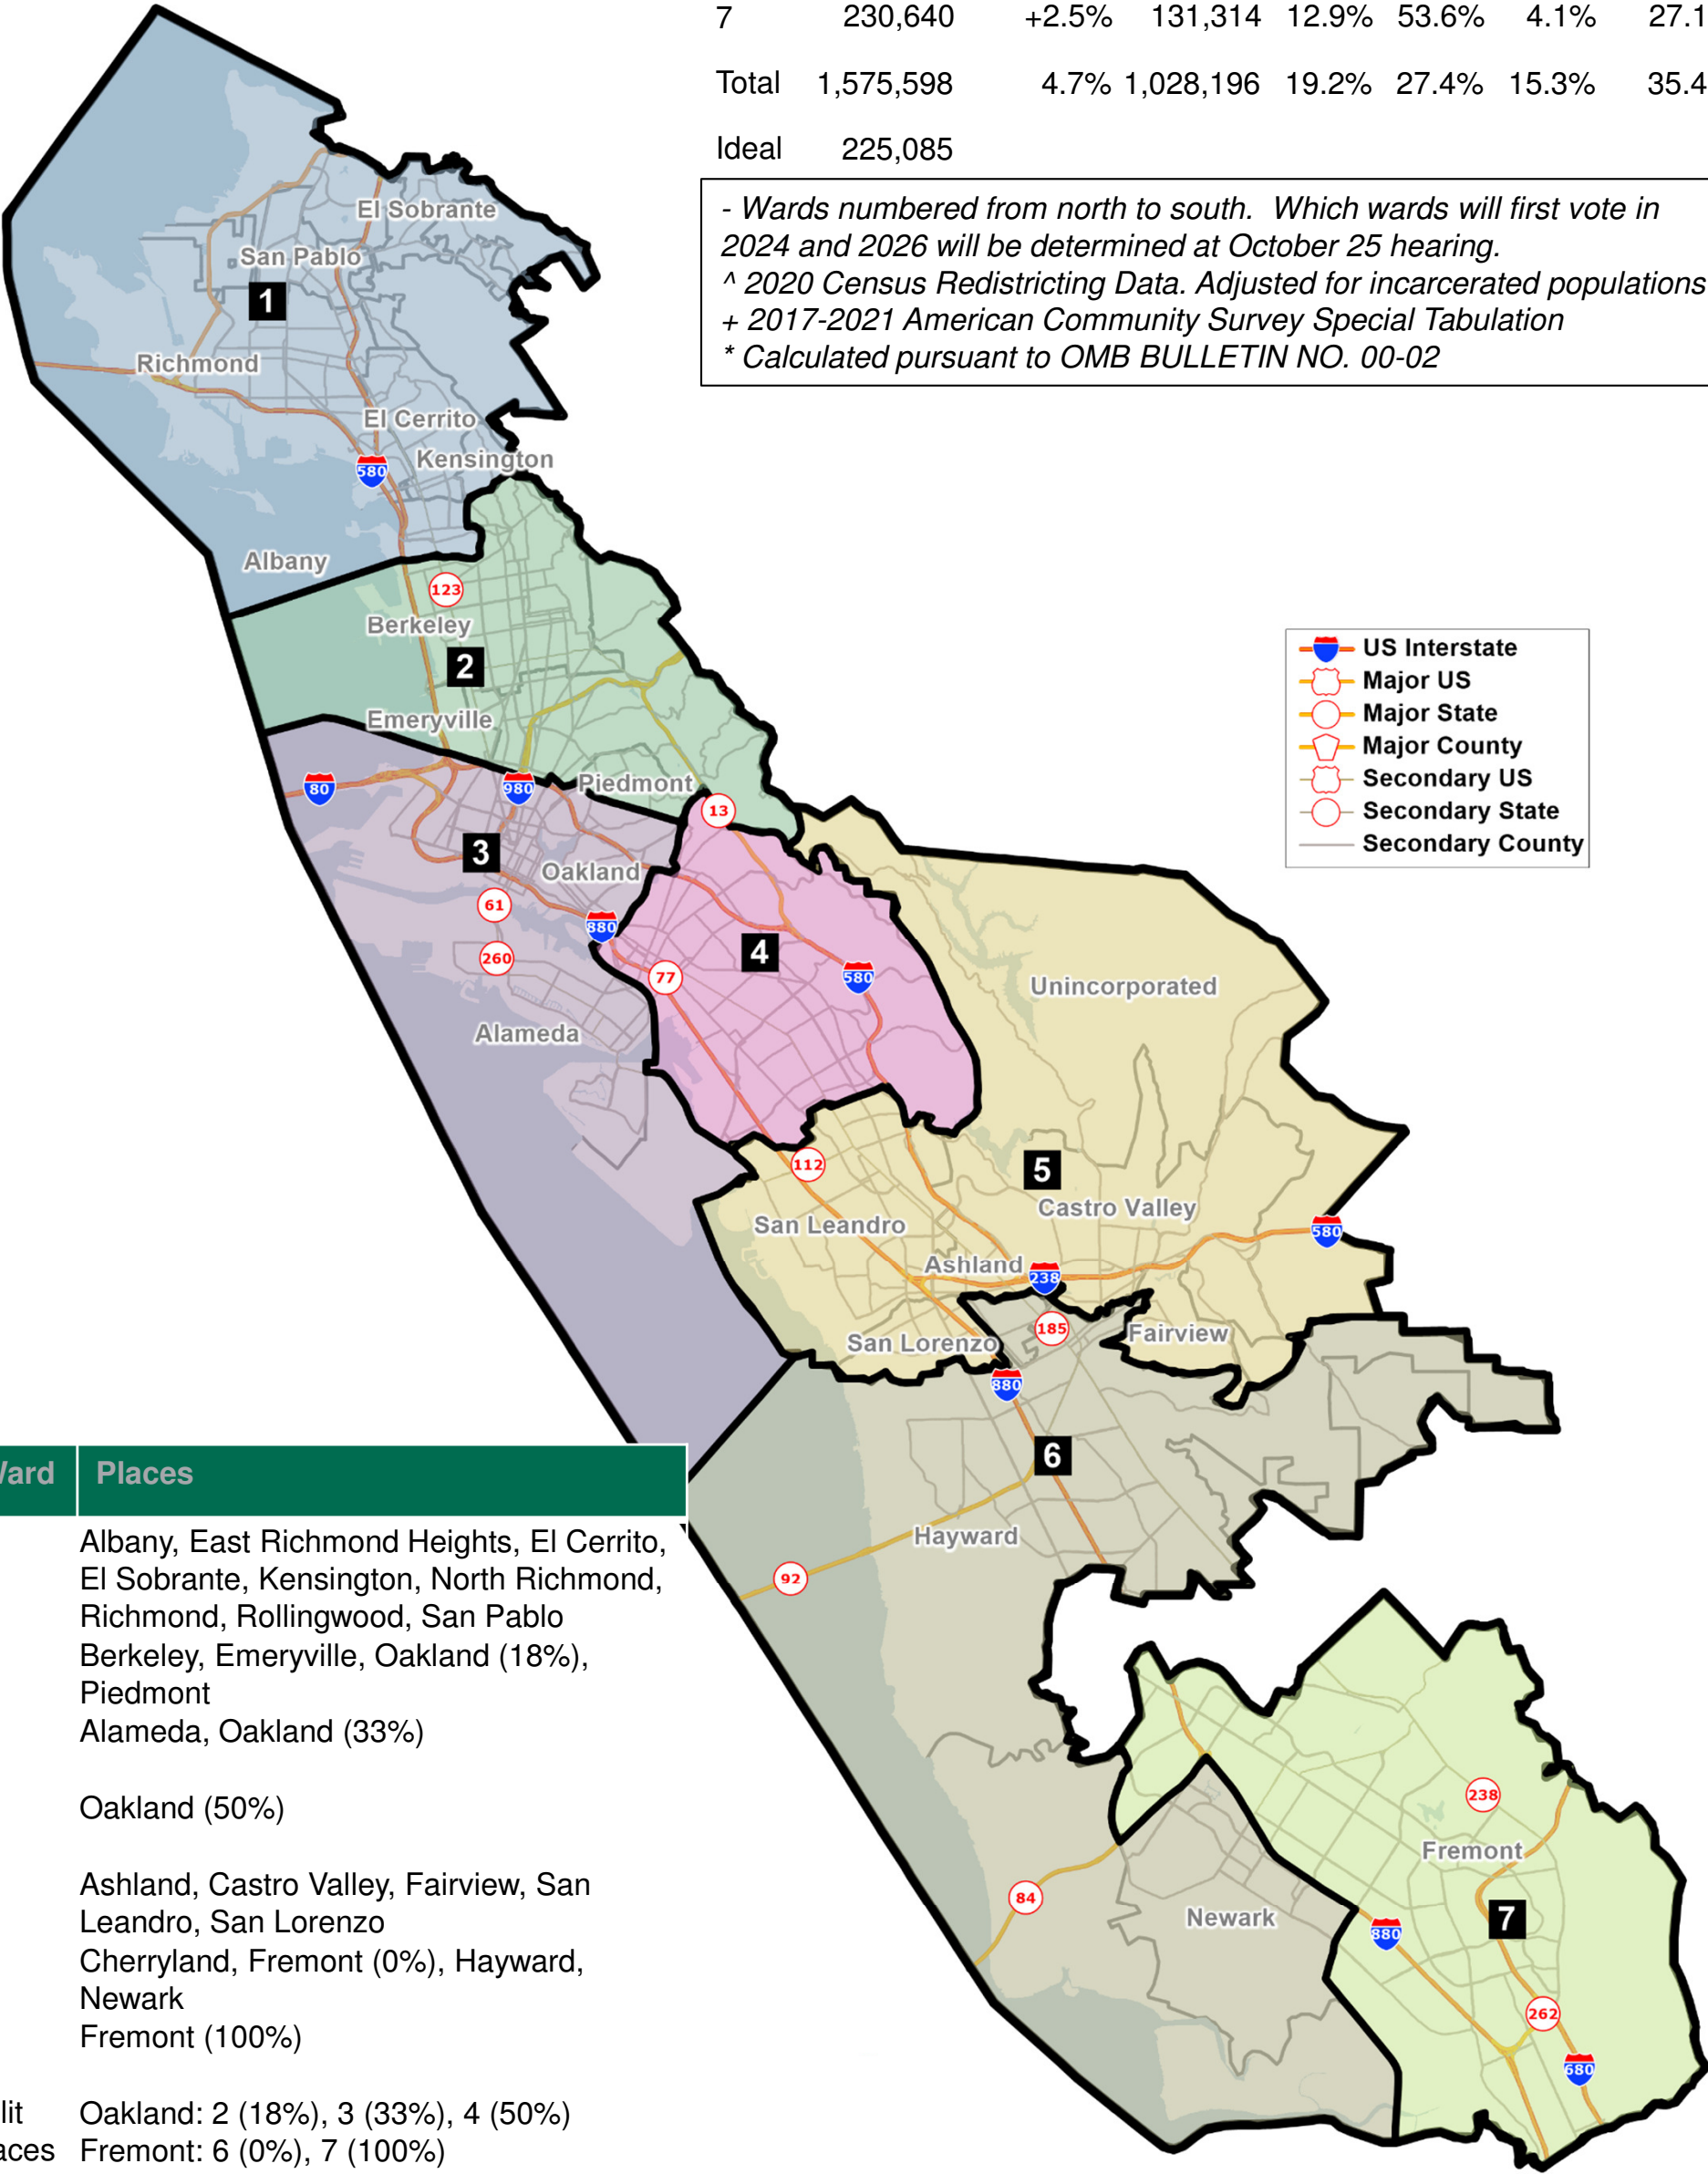 7 230,640 +2.5% 131,314 12.9% 53.6% 4.1% 27.1
Total 1,575,598 4.7% 1,028,196 19.2% 27.4% 15.3% 35.4
Ideal 225,085
- Wards numbered from north to south. Which wards will first vote in
2024 and 2026 will be determined at October 25 hearing.
^ 2020 Census Redistricting Data. Adjusted for incarcerated populations
+ 2017-2021 American Community Survey Special Tabulation
* Calculated pursuant to OMB BULLETIN NO. 00-02
El Sobrante
San Pablo
1
Richmond
El Cerrito
Kensington
580
Albany
123
Berkeley
2
Emeryville
Piedmont
80
980
13
3
Oakland
61
880
260
4
77
580
Alameda
Unincorporated
US Interstate
Major US
Major State
Major County
Secondary US
Secondary State
Secondary County
112
5
Castro Valley
San Leandro
580
Ashland
238
185
Fairview
San Lorenzo
880
6
Hayward
92
238
Fremont
84
Newark
7
880
262
680
Ward Places
Albany, East Richmond Heights, El Cerrito,
El Sobrante, Kensington, North Richmond,
Richmond, Rollingwood, San Pablo
Berkeley, Emeryville, Oakland (18%),
Piedmont
Alameda, Oakland (33%)
Oakland (50%)
Ashland, Castro Valley, Fairview, San
Leandro, San Lorenzo
Cherryland, Fremont (0%), Hayward,
Newark
Fremont (100%)
lit Oakland: 2 (18%), 3 (33%), 4 (50%)
aces Fremont: 6 (0%), 7 (100%)